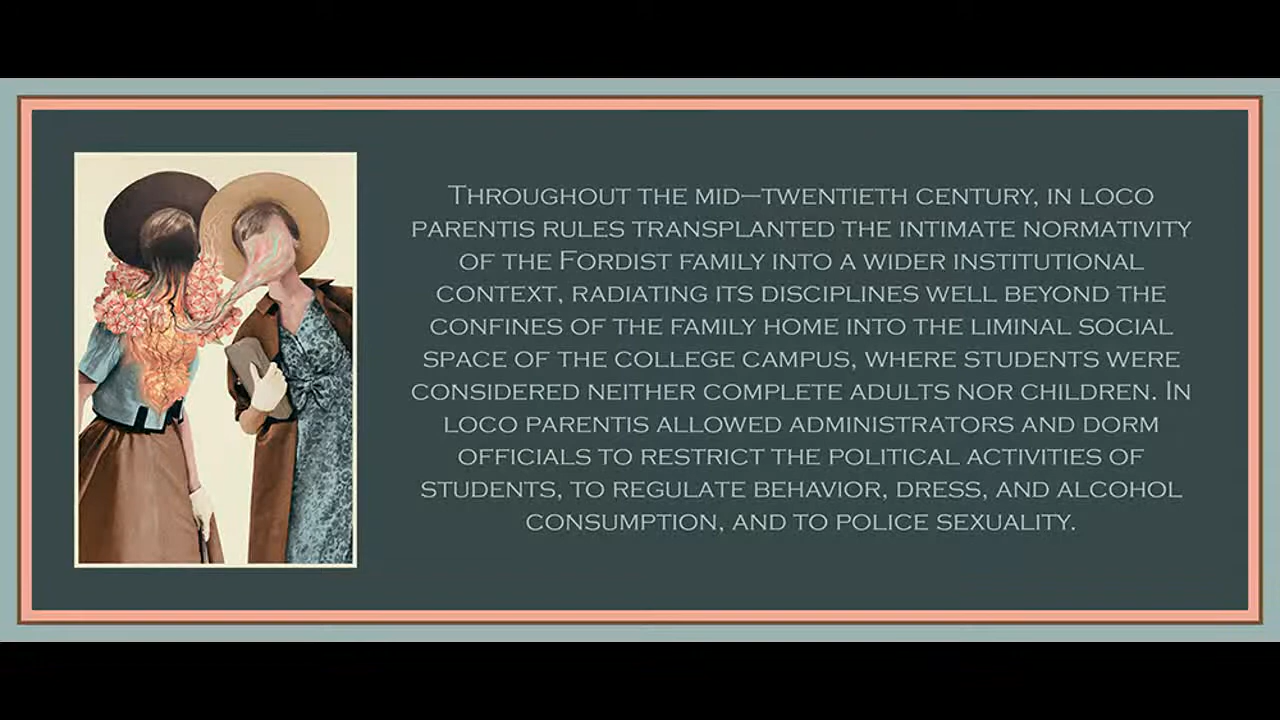 Throughout the mid—twentieth century, in loco
parentis rules transplanted the intimate normativity
of the Fordist family into a wider institutional
context, radiating its disciplines well beyond the
confines of the family home into the liminal social
space of the college campus, where students were
considered neither complete adults nor children. In
loco parentis allowed administrators and dorm
officials to restrict the political activities of
students, to regulate behavior, dress, and alcohol
consumption, and to police sexuality.